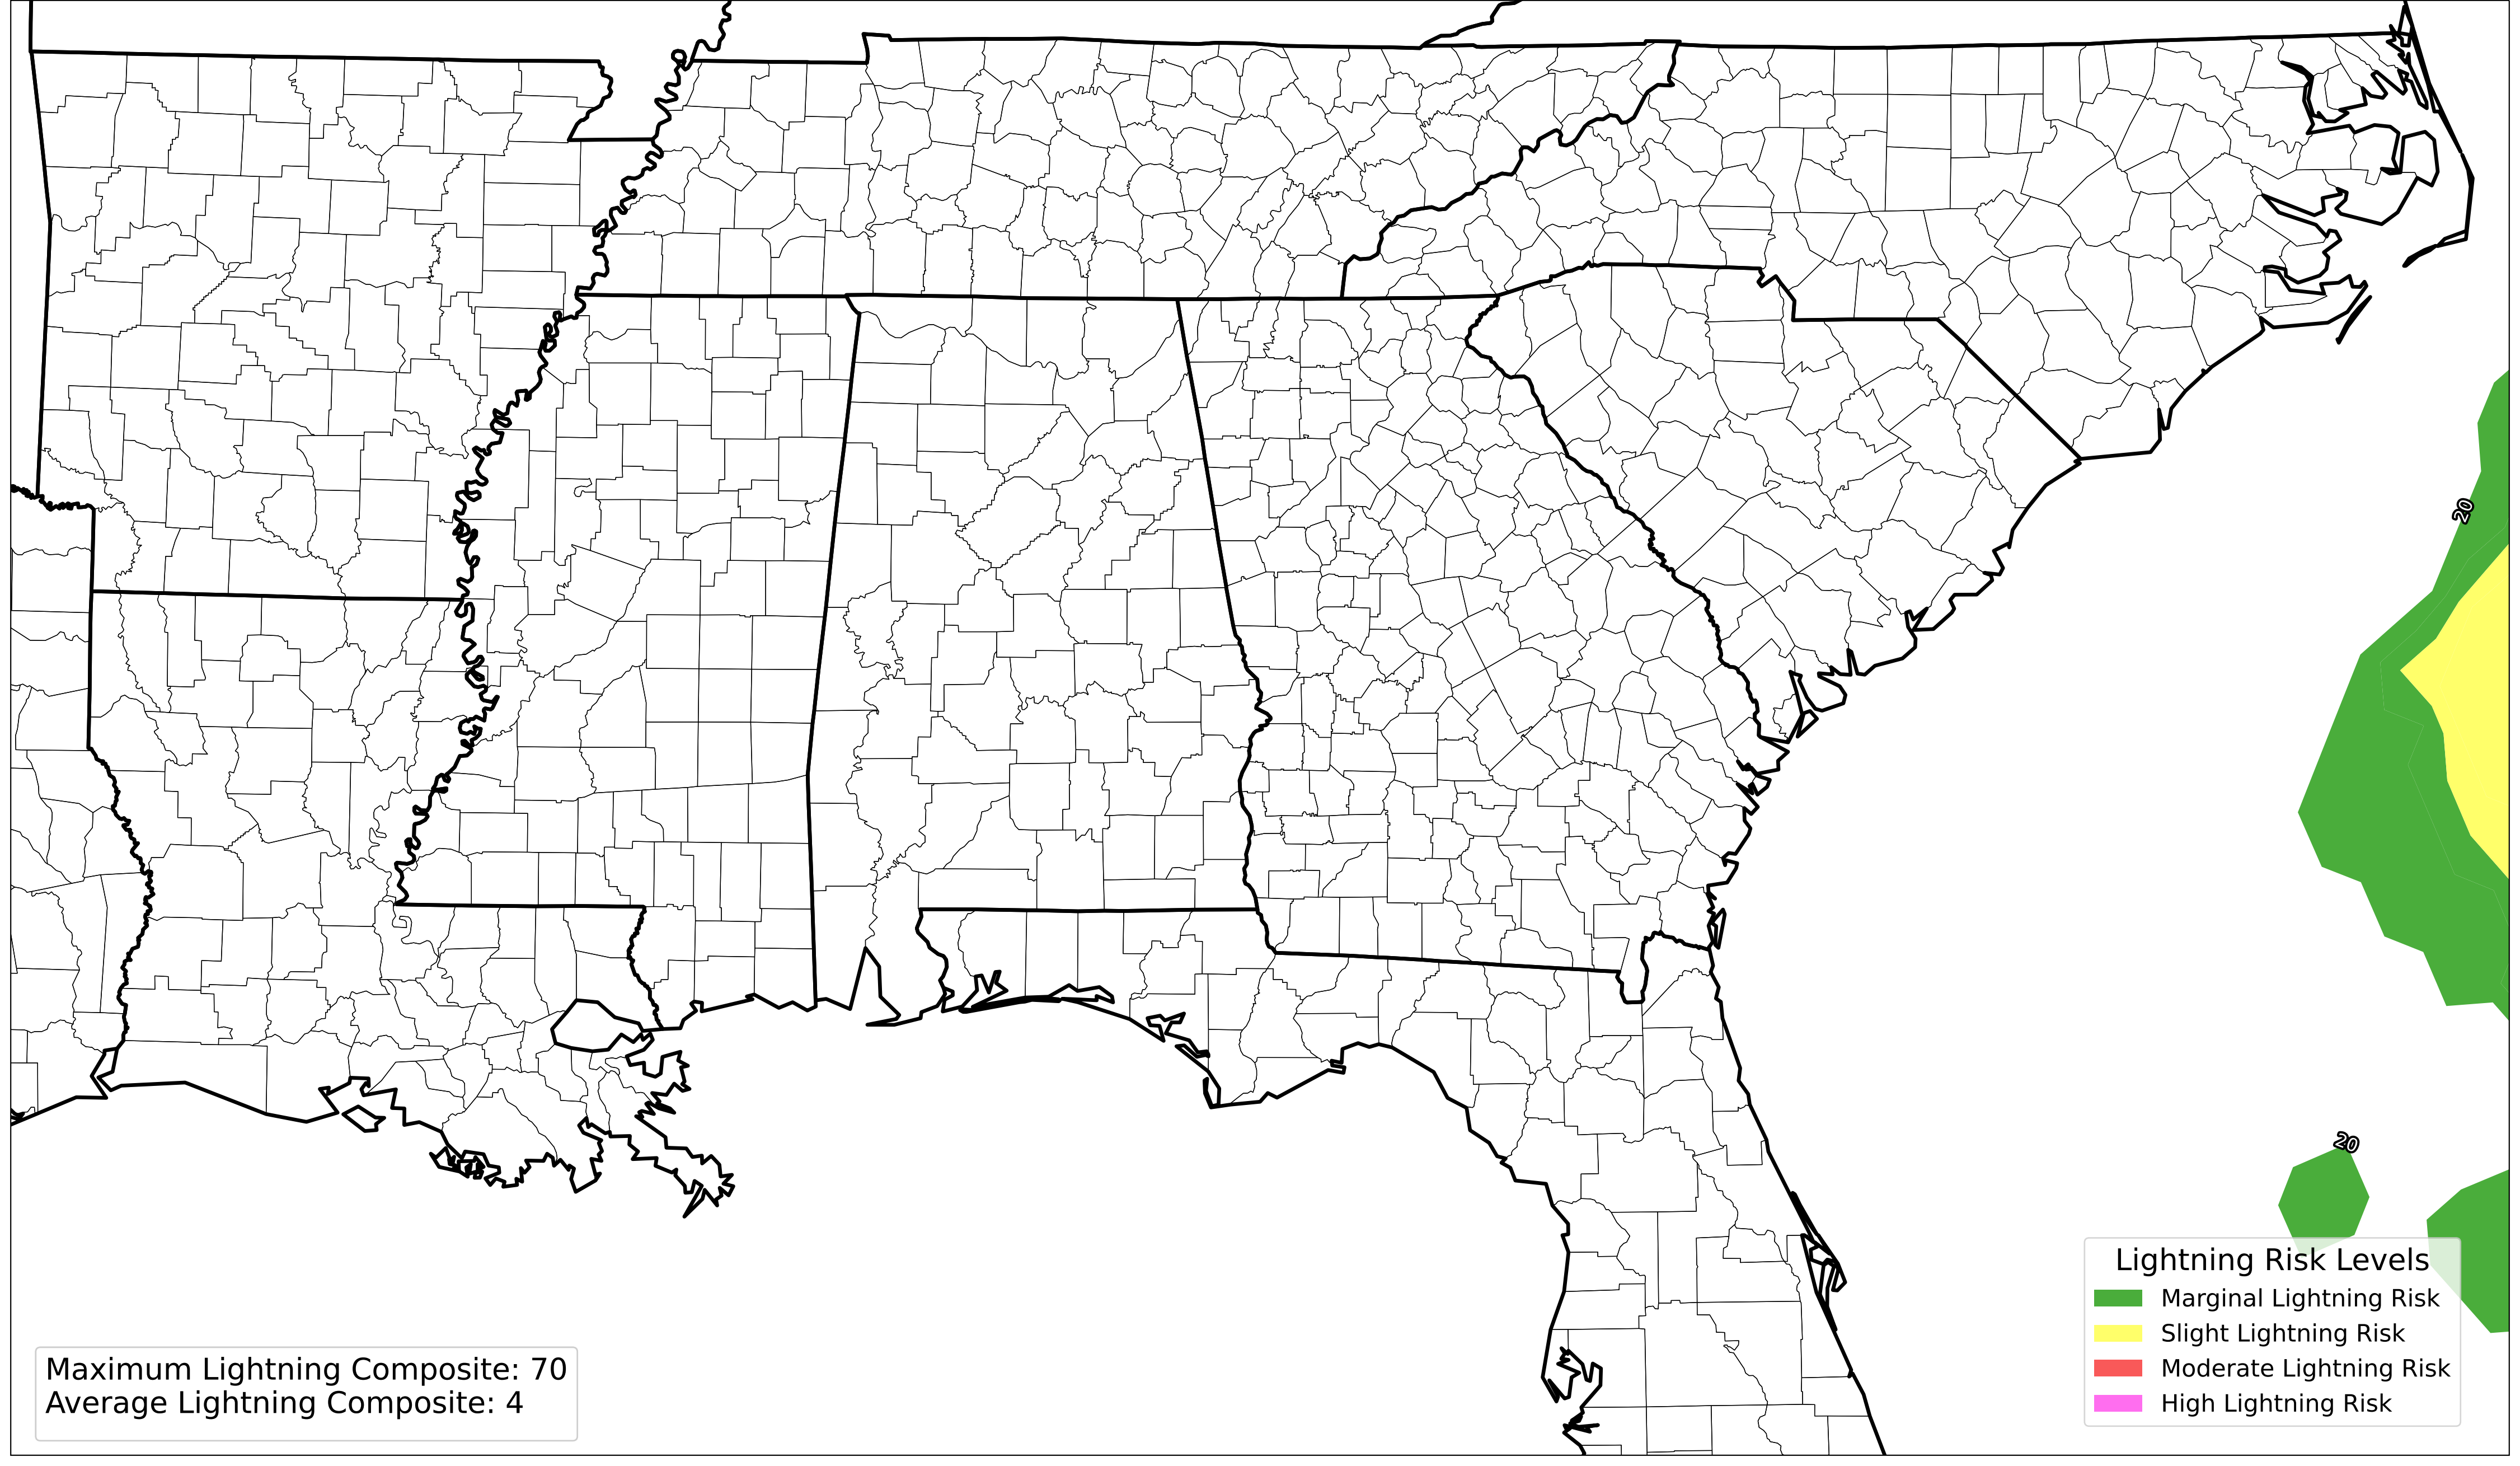 20
20
Lightning Risk Levels
Marginal Lightning Risk
Slight Lightning Risk
Moderate Lightning Risk
High Lightning Risk
Maximum Lightning Composite: 70
Average Lightning Composite: 4